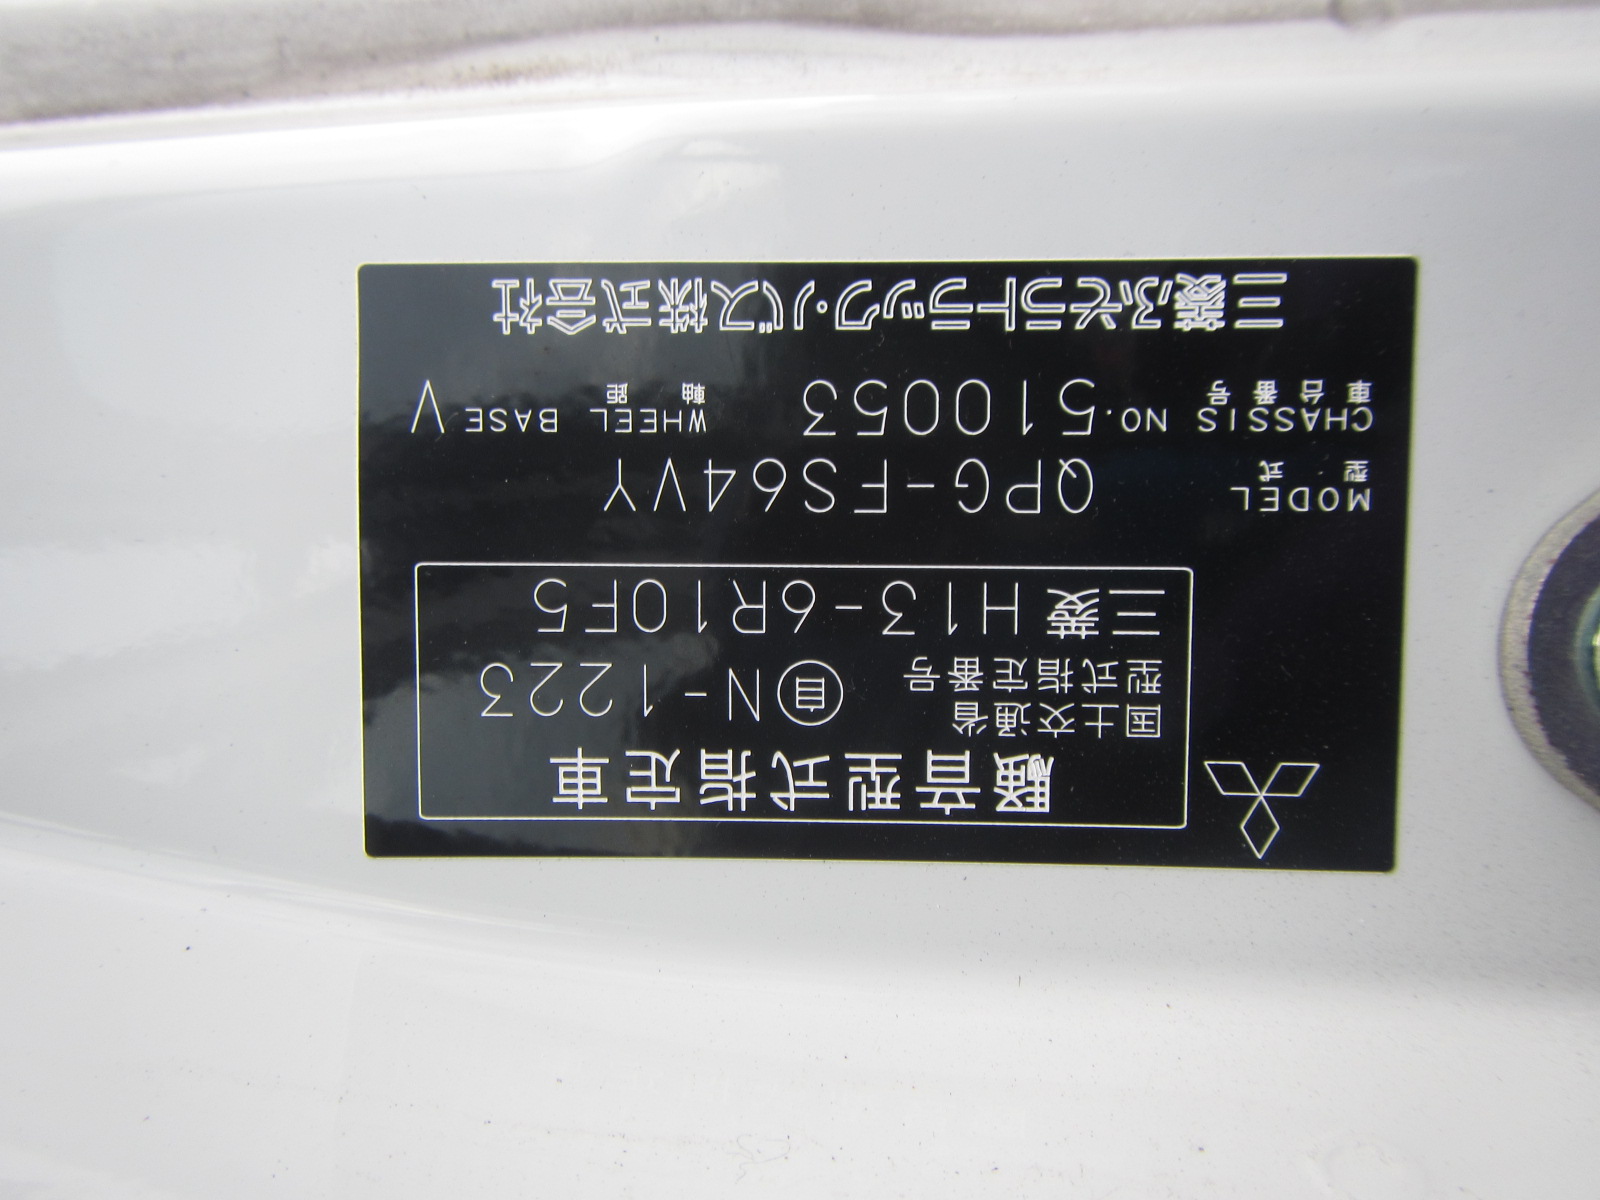 騒音型式指定車
国土交通省
型式指定番号 自N-1223
三菱 H13-6R10F5
型式
MODEL QPG-FS64VY
車台番号 軸距
CHASSIS NO. 510053 WHEEL BASE V
三菱ふそうトラック・バス株式会社